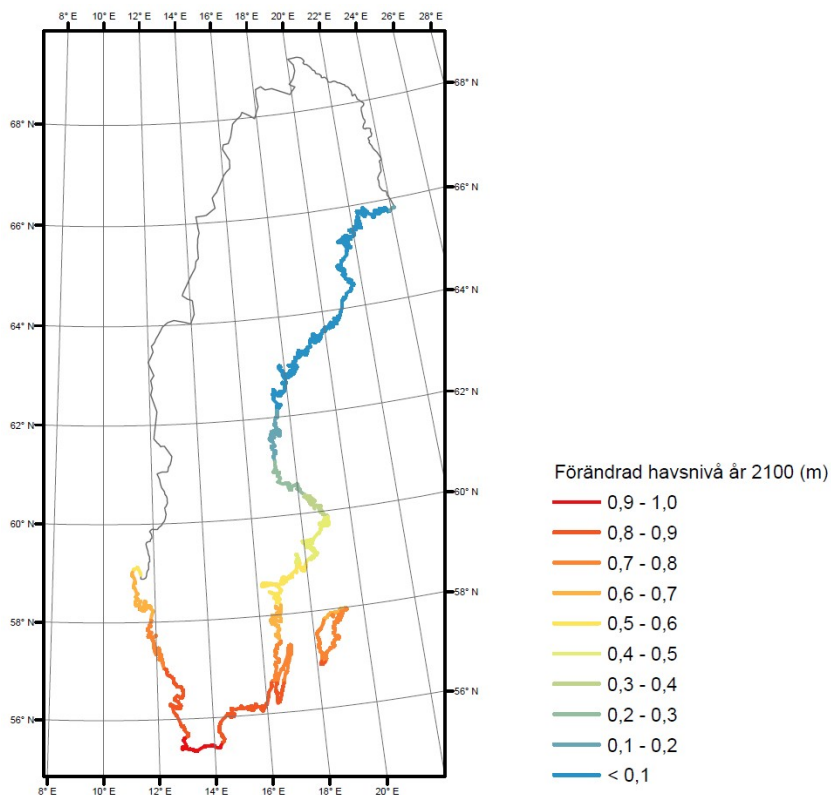 8° E 10° E 12° E 14° E 16° E 18° E 20° E 22° E 24° E 26° E 28° E
68° N
68° N
66° N
66° N
64° N
64° N
62° N
62° N
60° N
60° N
58° N
58° N
56° N
56° N
8° E 10° E 12° E 14° E 16° E 18° E 20° E
Förändrad havsnivå år 2100 (m)
0,9 - 1,0
0,8 - 0,9
0,7 - 0,8
0,6 - 0,7
0,5 - 0,6
0,4 - 0,5
0,3 - 0,4
0,2 - 0,3
0,1 - 0,2
< 0,1